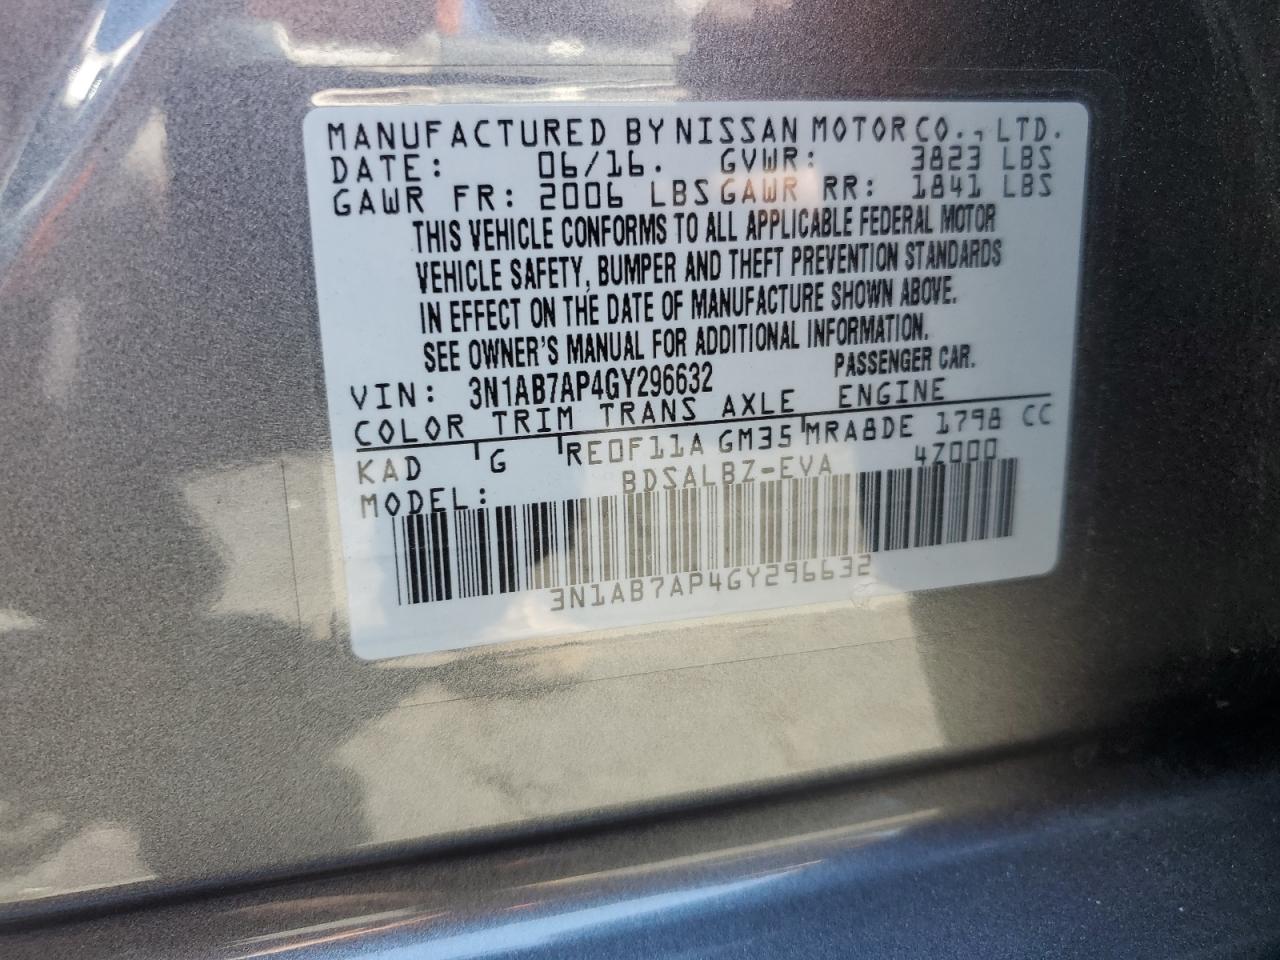 MANUFACTURED BY NISSAN MOTOR CO., LTD.
DATE: 06/16. GVWR: 3823 LBS
GAWR FR: 2006 LBS GAWR RR: 1841 LBS
THIS VEHICLE CONFORMS TO ALL APPLICABLE FEDERAL MOTOR
VEHICLE SAFETY, BUMPER AND THEFT PREVENTION STANDARDS
IN EFFECT ON THE DATE OF MANUFACTURE SHOWN ABOVE.
SEE OWNER'S MANUAL FOR ADDITIONAL INFORMATION.
VIN: 3N1AB7AP4GY296632 PASSENGER CAR.
COLOR TRIM TRANS AXLE ENGINE
KAD G RE0F11A GM35 MRA8DE 1798 CC
MODEL: BDSALBZ-EVA 47000
3N1AB7AP4GY296632